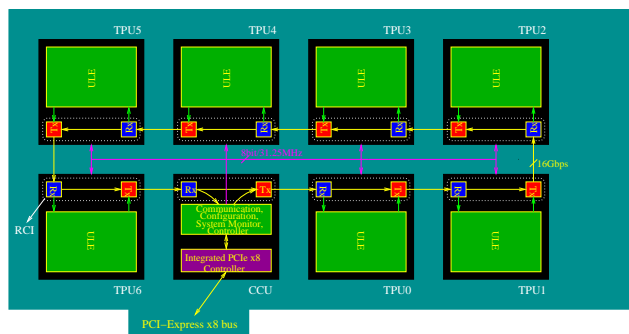 TPU5
TPU4
TPU3
TPU2
ULE
ULE
ULE
ULE
Tx
Rx
Tx
Rx
Tx
Rx
Tx
Rx
16Gbps
Rx
Tx
Rx
Tx
Rx
Tx
Rx
Tx
RCI
ULE
Communication,
Configuration,
System Monitor,
Controller
ULE
ULE
Integrated PCIe x8
Controller
TPU6
CCU
TPU0
TPU1
PCI−Express x8 bus